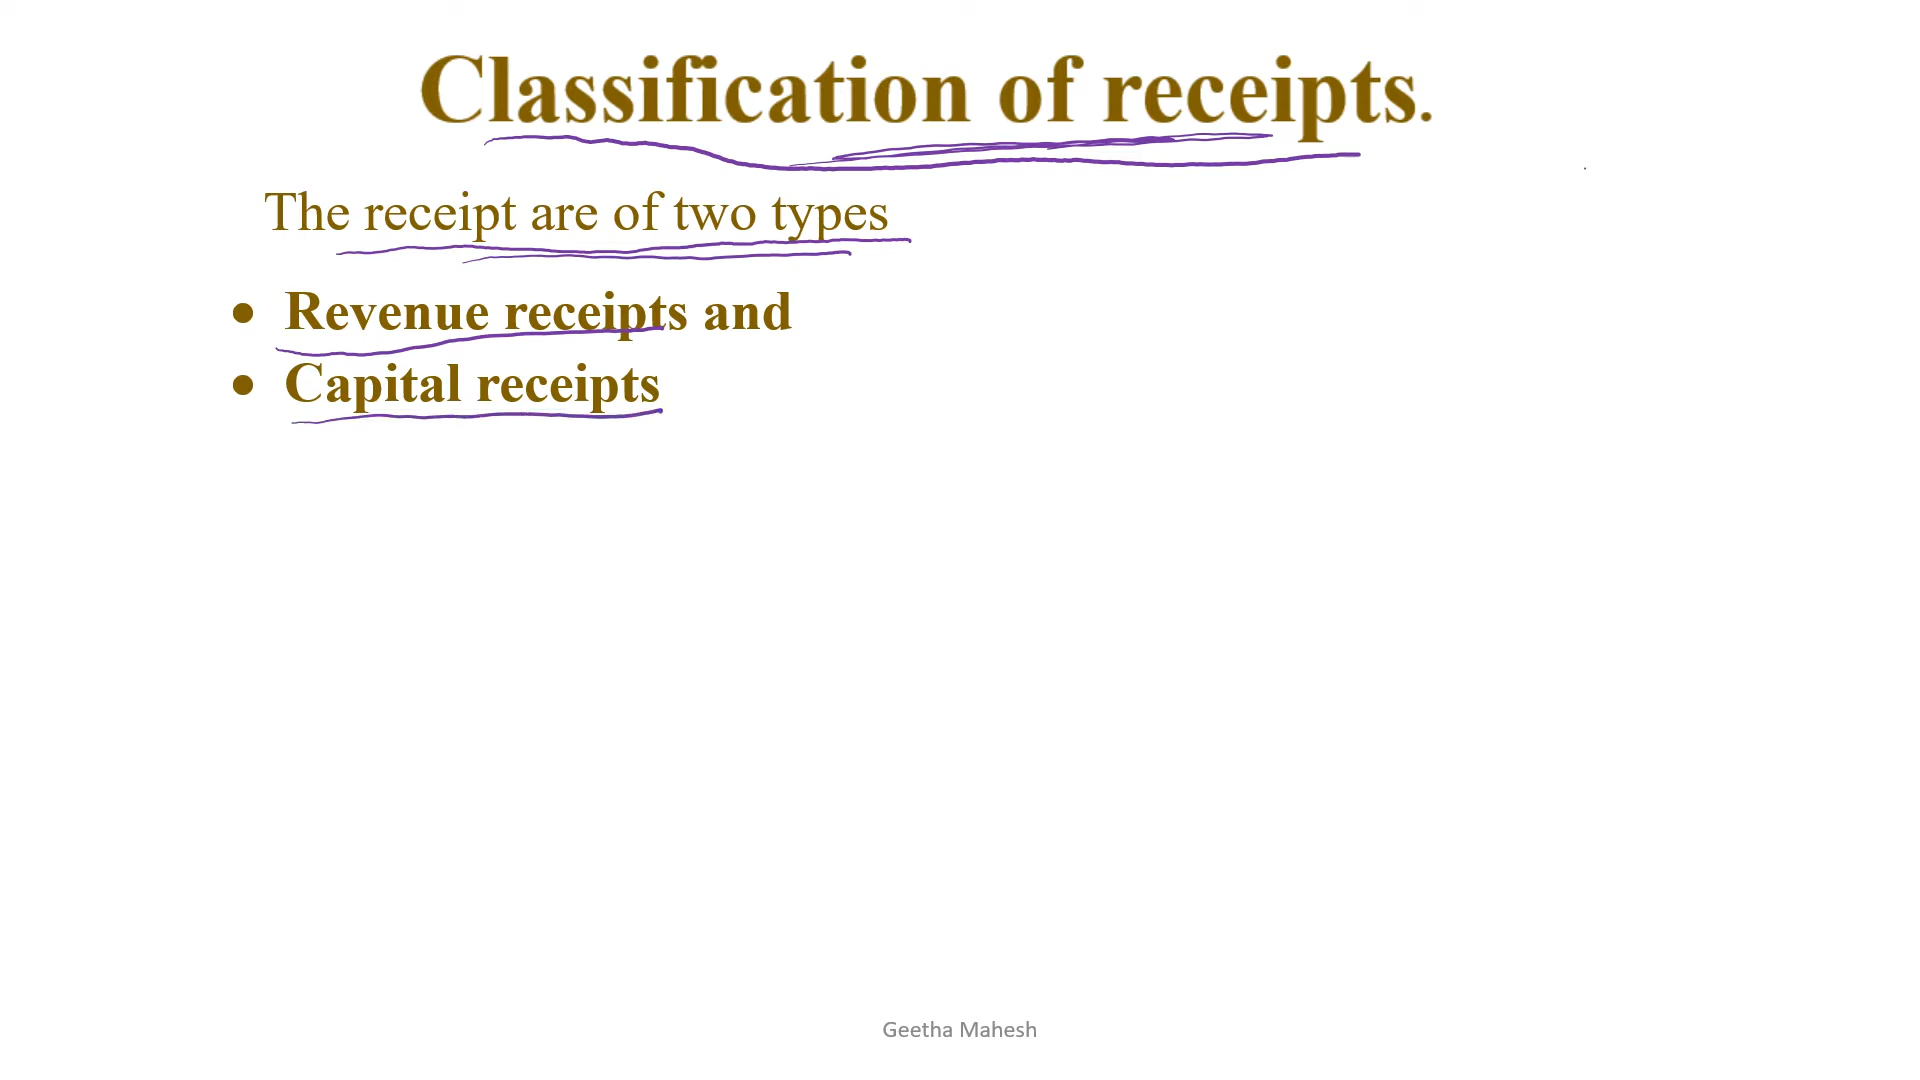 Classification of receipts.
The receipt are of two types
• Revenue receipts and
• Capital receipts
Geetha Mahesh